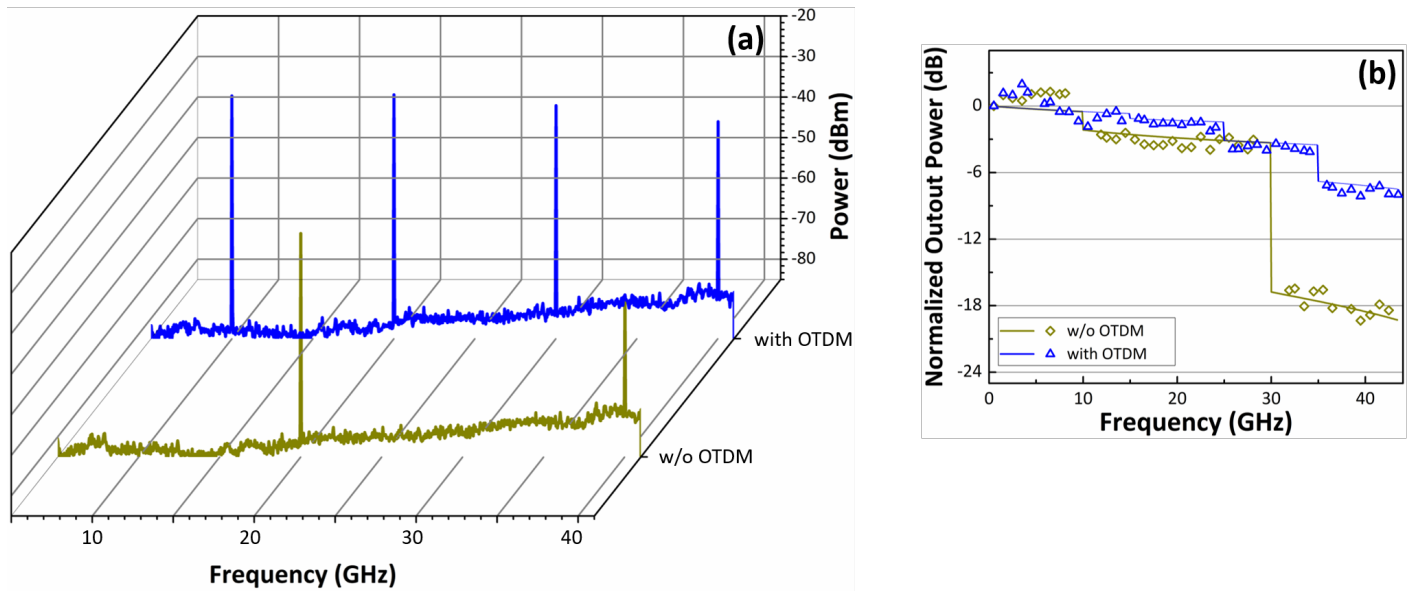 (a)
-20
-30
-40
-50
-60
-70
-80
Power (dBm)
with OTDM
w/o OTDM
10 20 30 40
Frequency (GHz)
(b)
Normalized Outout Power (dB)
0
-6
-12
-18
-24
w/o OTDM
with OTDM
0 10 20 30 40
Frequency (GHz)